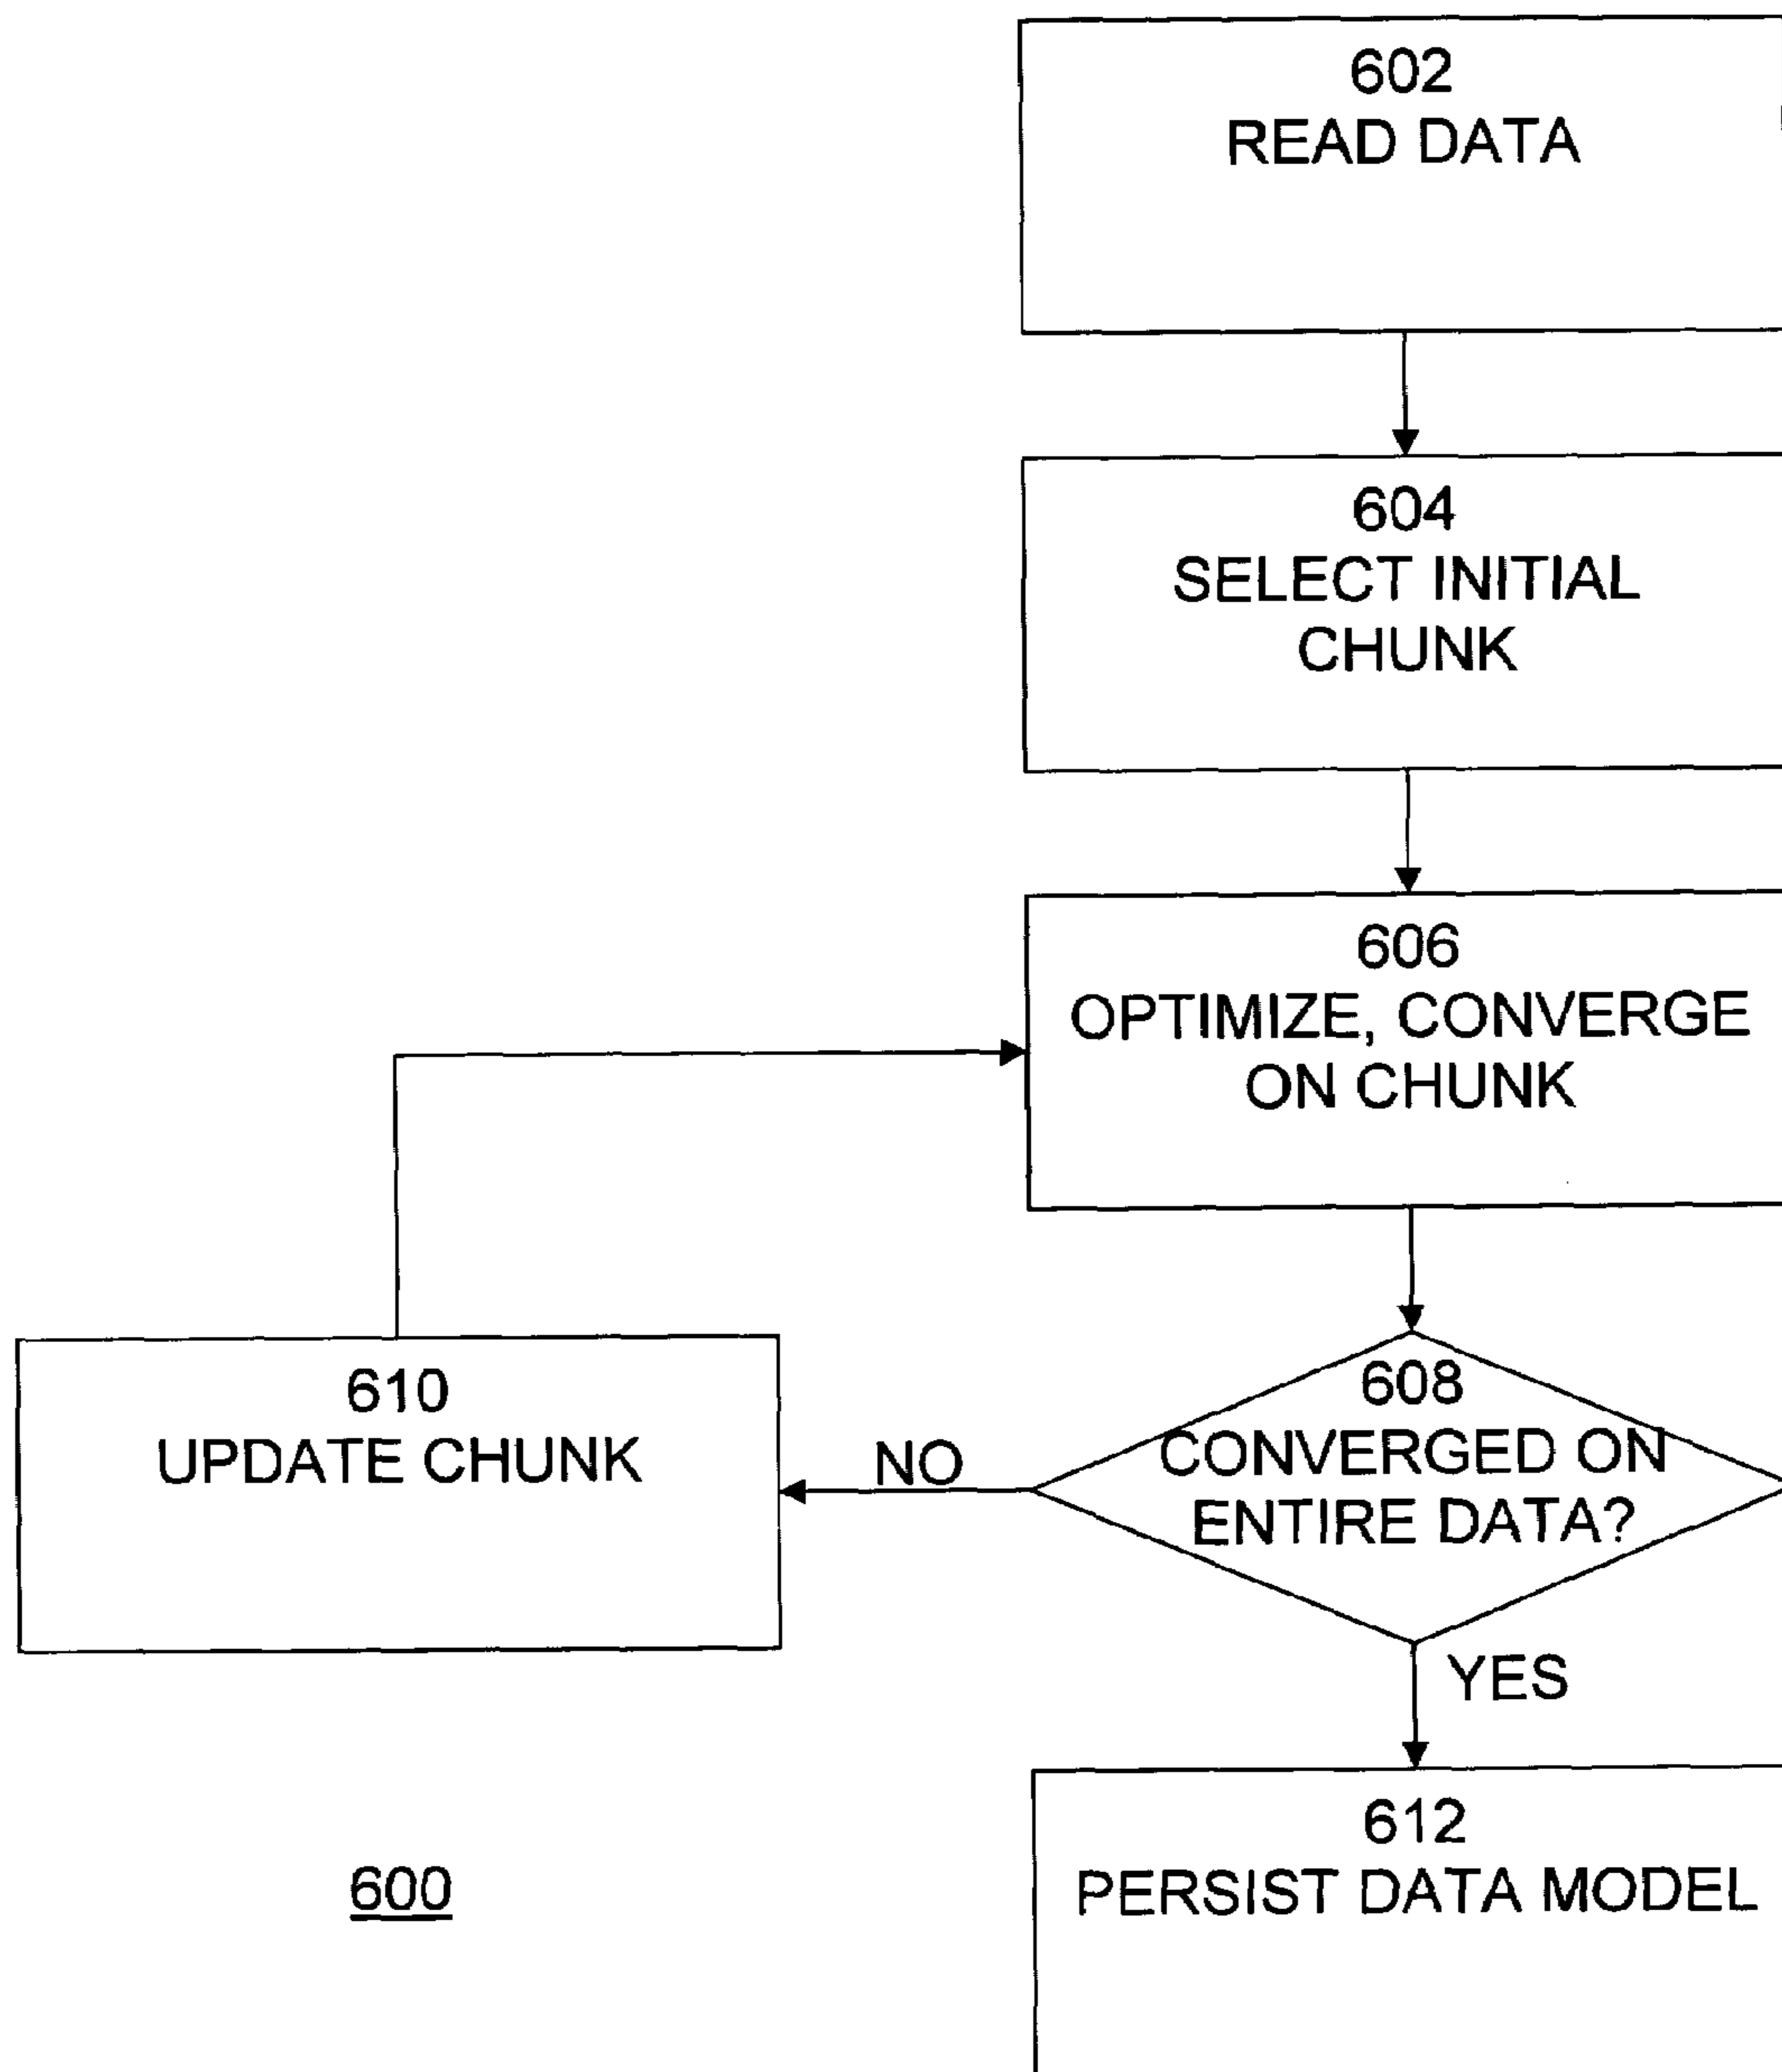 602
READ DATA
604
SELECT INITIAL
CHUNK
606
OPTIMIZE, CONVERGE
ON CHUNK
608
CONVERGED ON
ENTIRE DATA?
NO
610
UPDATE CHUNK
YES
612
PERSIST DATA MODEL
600